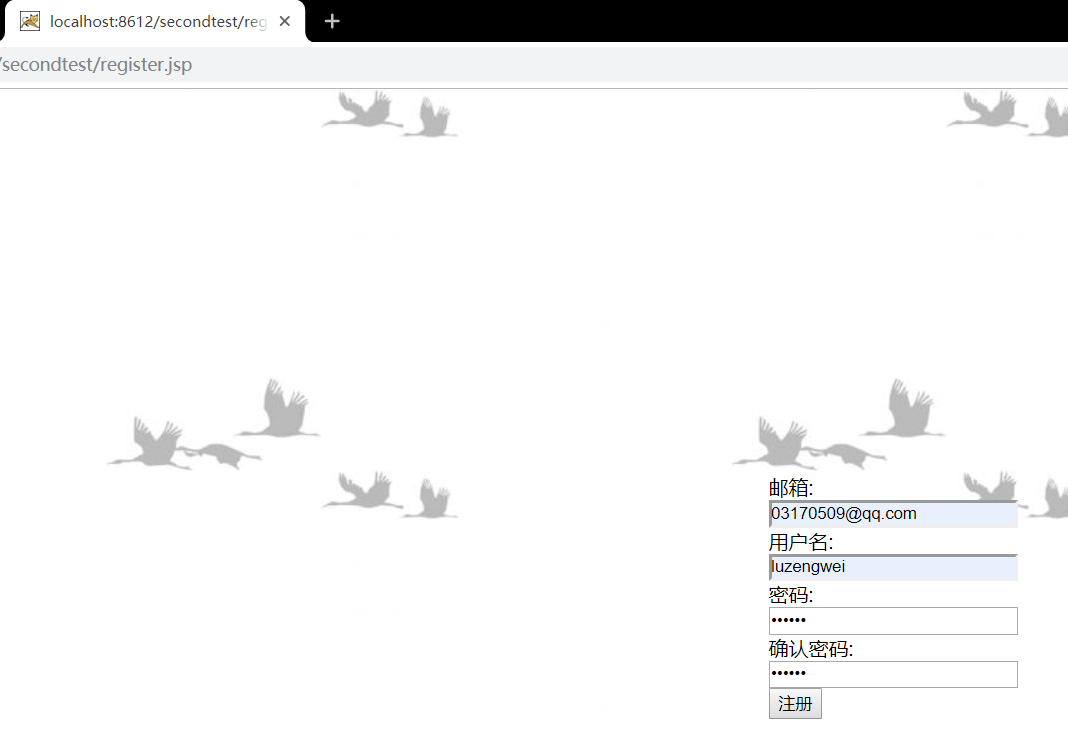 localhost:8612/secondtest/reg
/secondtest/register.jsp
邮箱:
03170509@qq.com
用户名:
luzengwei
密码:
••••••
确认密码:
••••••
注册